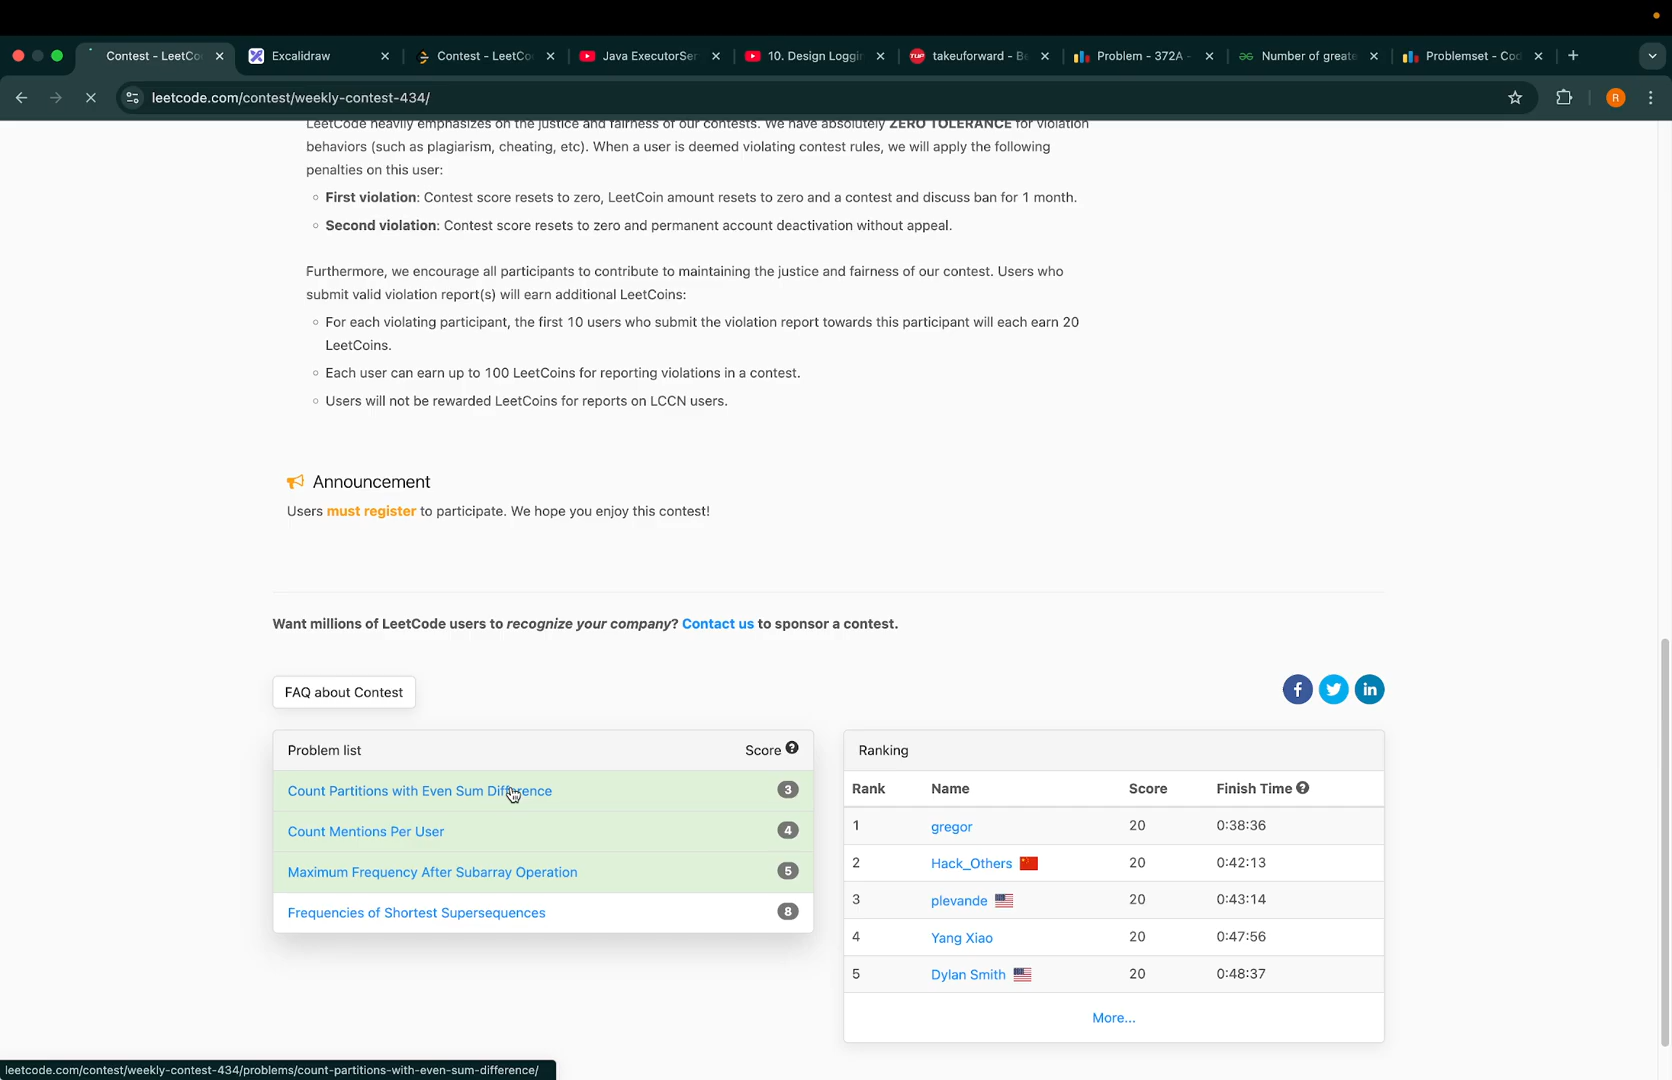 Contest - LeetCo
Excalidraw
Contest - LeetCo
Java ExecutorSer
10. Design Loggin
takeuforward - Be
Problem - 372A -
Number of greate
Problemset - Cod
leetcode.com/contest/weekly-contest-434/
R
LeetCode heavily emphasizes on the justice and fairness of our contests. We have absolutely ZERO TOLERANCE for violation
behaviors (such as plagiarism, cheating, etc). When a user is deemed violating contest rules, we will apply the following
penalties on this user:
First violation: Contest score resets to zero, LeetCoin amount resets to zero and a contest and discuss ban for 1 month.
Second violation: Contest score resets to zero and permanent account deactivation without appeal.
Furthermore, we encourage all participants to contribute to maintaining the justice and fairness of our contest. Users who
submit valid violation report(s) will earn additional LeetCoins:
For each violating participant, the first 10 users who submit the violation report towards this participant will each earn 20
LeetCoins.
Each user can earn up to 100 LeetCoins for reporting violations in a contest.
Users will not be rewarded LeetCoins for reports on LCCN users.
Announcement
Users must register to participate. We hope you enjoy this contest!
Want millions of LeetCode users to recognize your company? Contact us to sponsor a contest.
FAQ about Contest
Problem list Score
Count Partitions with Even Sum Difference 3
Count Mentions Per User 4
Maximum Frequency After Subarray Operation 5
Frequencies of Shortest Supersequences 8
Ranking
Rank Name Score Finish Time
1 gregor 20 0:38:36
2 Hack_Others 20 0:42:13
3 plevande 20 0:43:14
4 Yang Xiao 20 0:47:56
5 Dylan Smith 20 0:48:37
More...
leetcode.com/contest/weekly-contest-434/problems/count-partitions-with-even-sum-difference/